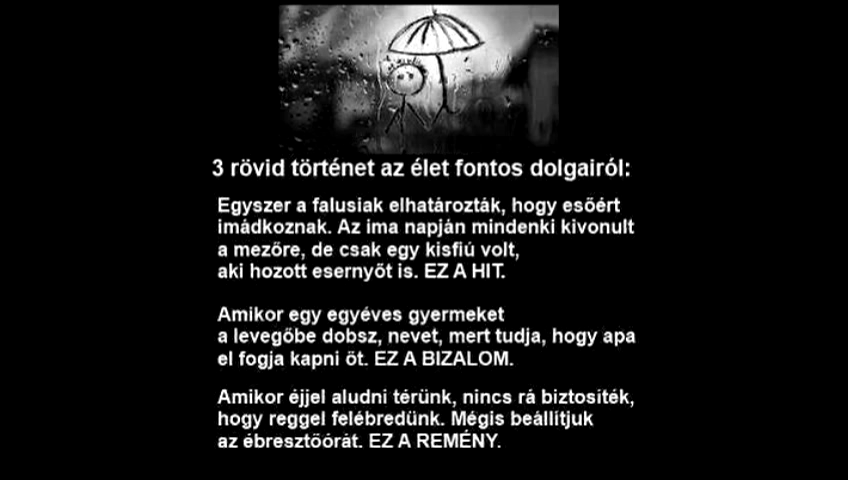 3 rövid történet az élet fontos dolgairól:
Egyszer a falusiak elhatározták, hogy esőért
imádkoznak. Az ima napján mindenki kivonult
a mezőre, de csak egy kisfiú volt,
aki hozott esernyőt is. EZ A HIT.
Amikor egy egyéves gyermeket
a levegőbe dobsz, nevet, mert tudja, hogy apa
el fogja kapni őt. EZ A BIZALOM.
Amikor éjjel aludni térünk, nincs rá biztosíték,
hogy reggel felébredünk. Mégis beállítjuk
az ébresztőórát. EZ A REMÉNY.